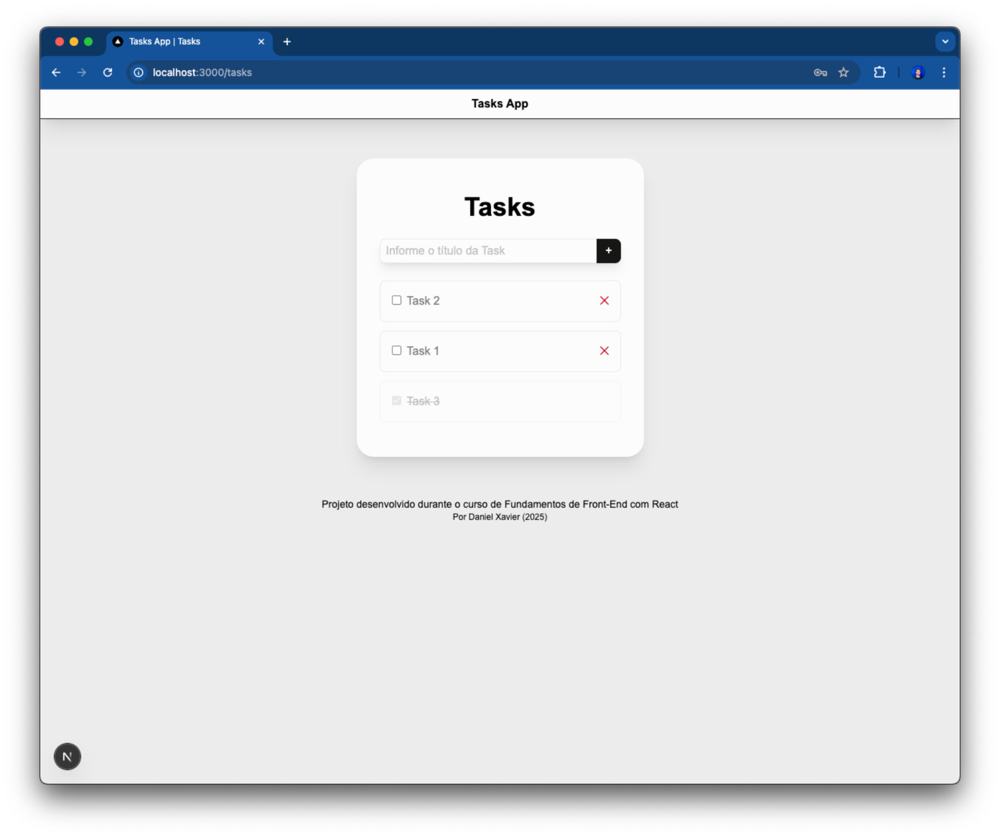 Tasks App | Tasks
localhost:3000/tasks
Tasks App
Tasks
Informe o título da Task
+
Task 2
Task 1
Task 3
Projeto desenvolvido durante o curso de Fundamentos de Front-End com React
Por Daniel Xavier (2025)
N